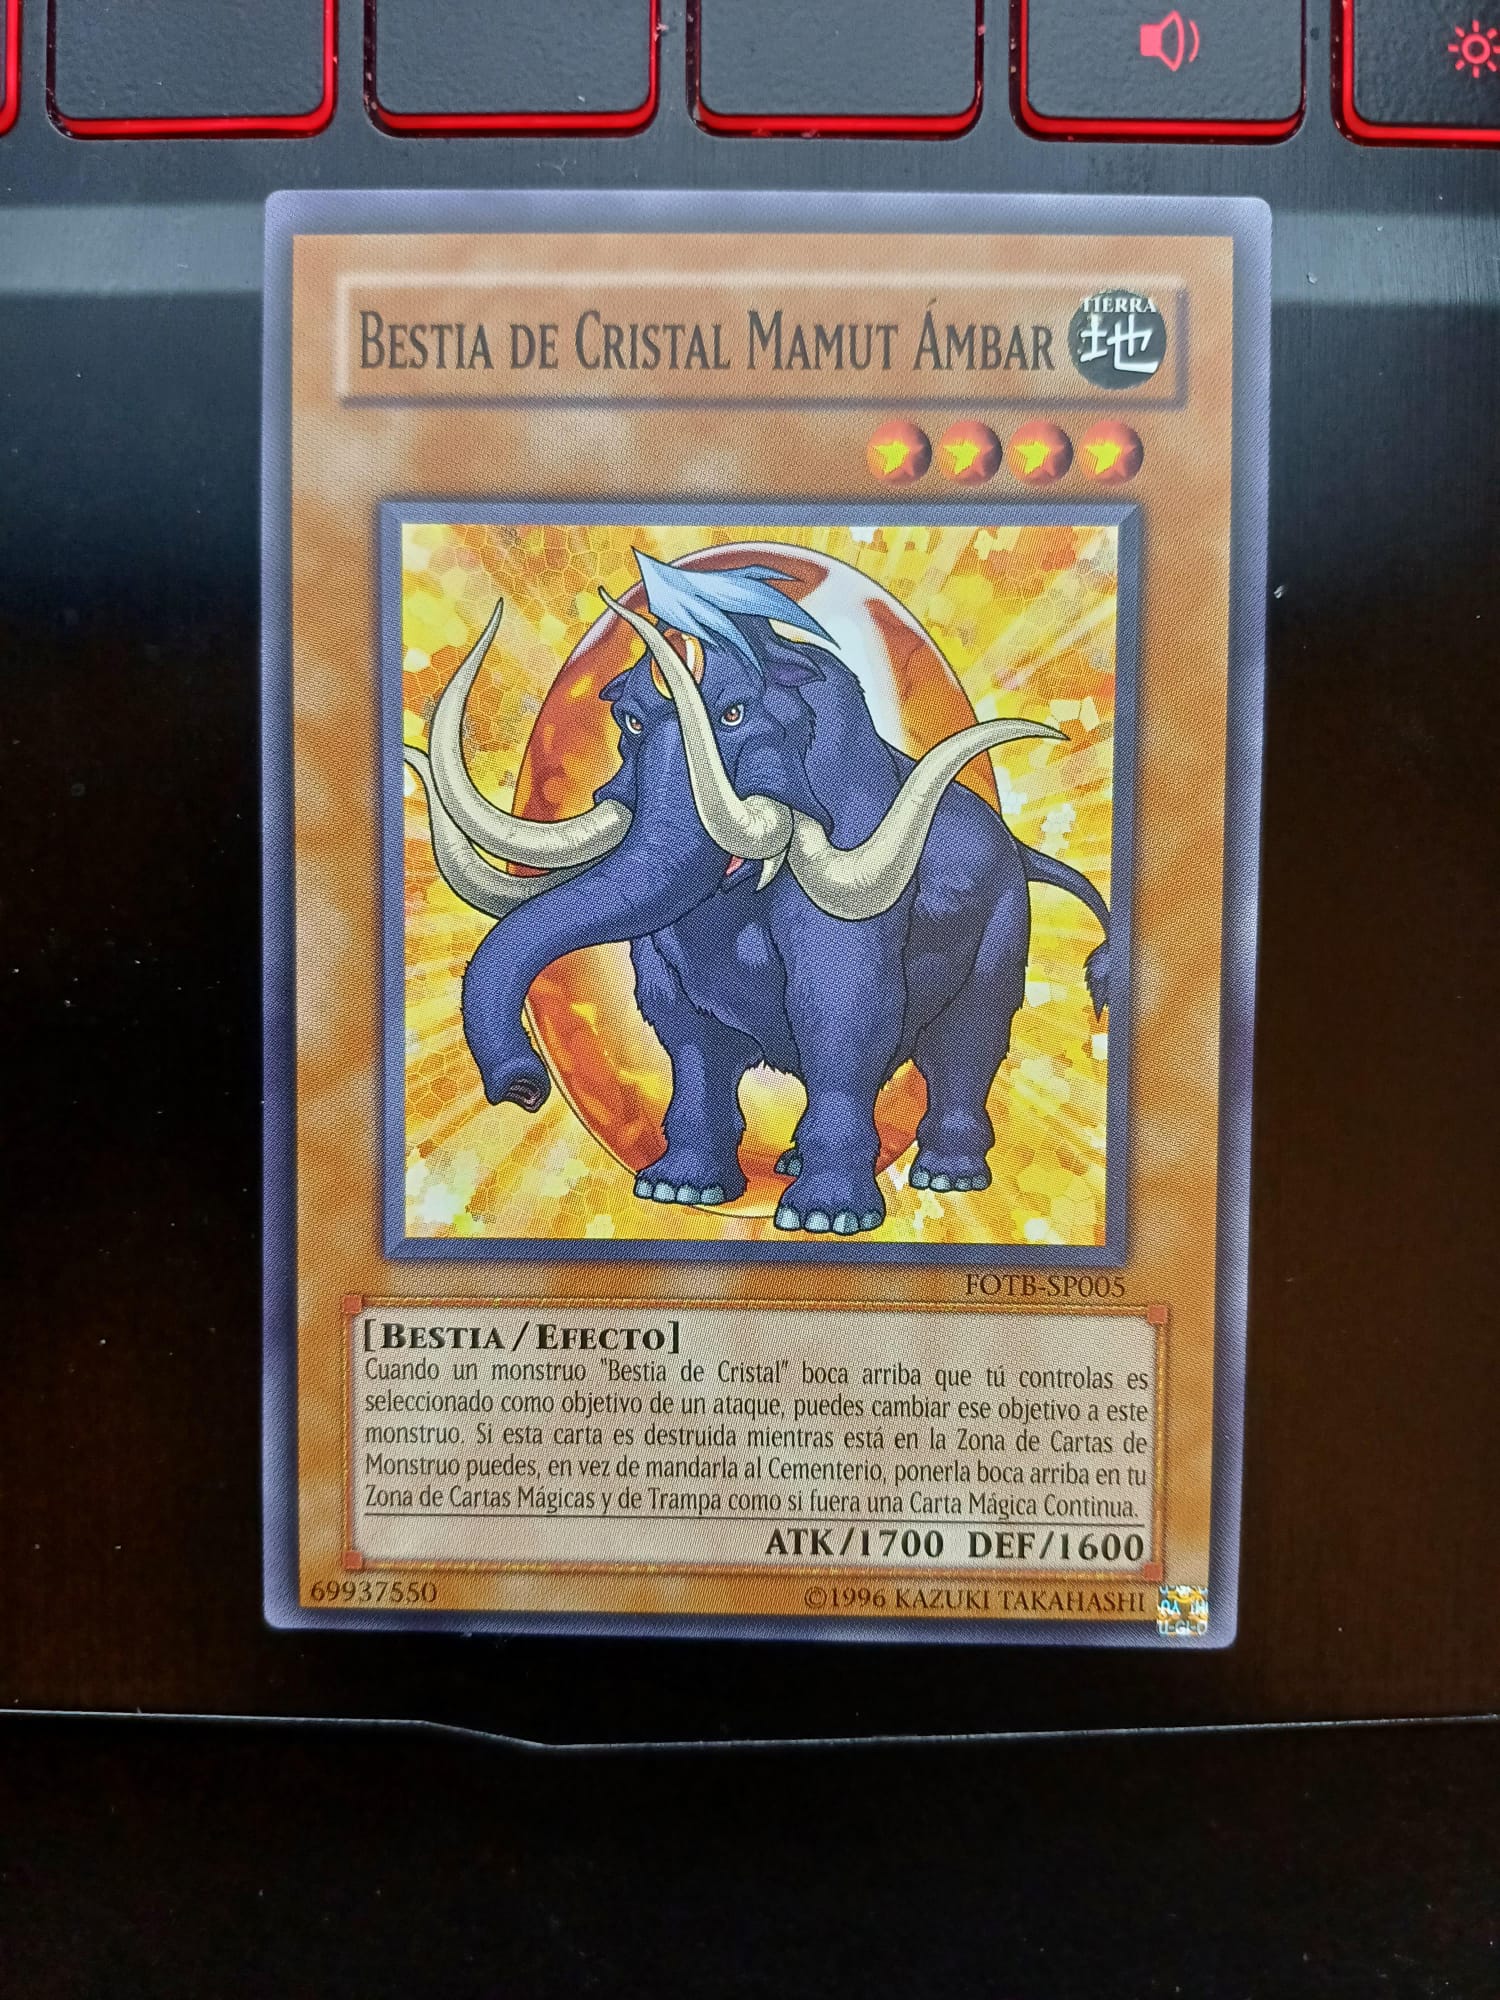 BESTIA DE CRISTAL MAMUT ÁMBAR
TIERRA
地
FOTB-SP005
[BESTIA/EFECTO]
Cuando un monstruo "Bestia de Cristal" boca arriba que tú controlas es
seleccionado como objetivo de un ataque, puedes cambiar ese objetivo a este
monstruo. Si esta carta es destruida mientras está en la Zona de Cartas de
Monstruo puedes, en vez de mandarla al Cementerio, ponerla boca arriba en tu
Zona de Cartas Mágicas y de Trampa como si fuera una Carta Mágica Continua.
ATK/1700 DEF/1600
69937550
©1996 KAZUKI TAKAHASHI